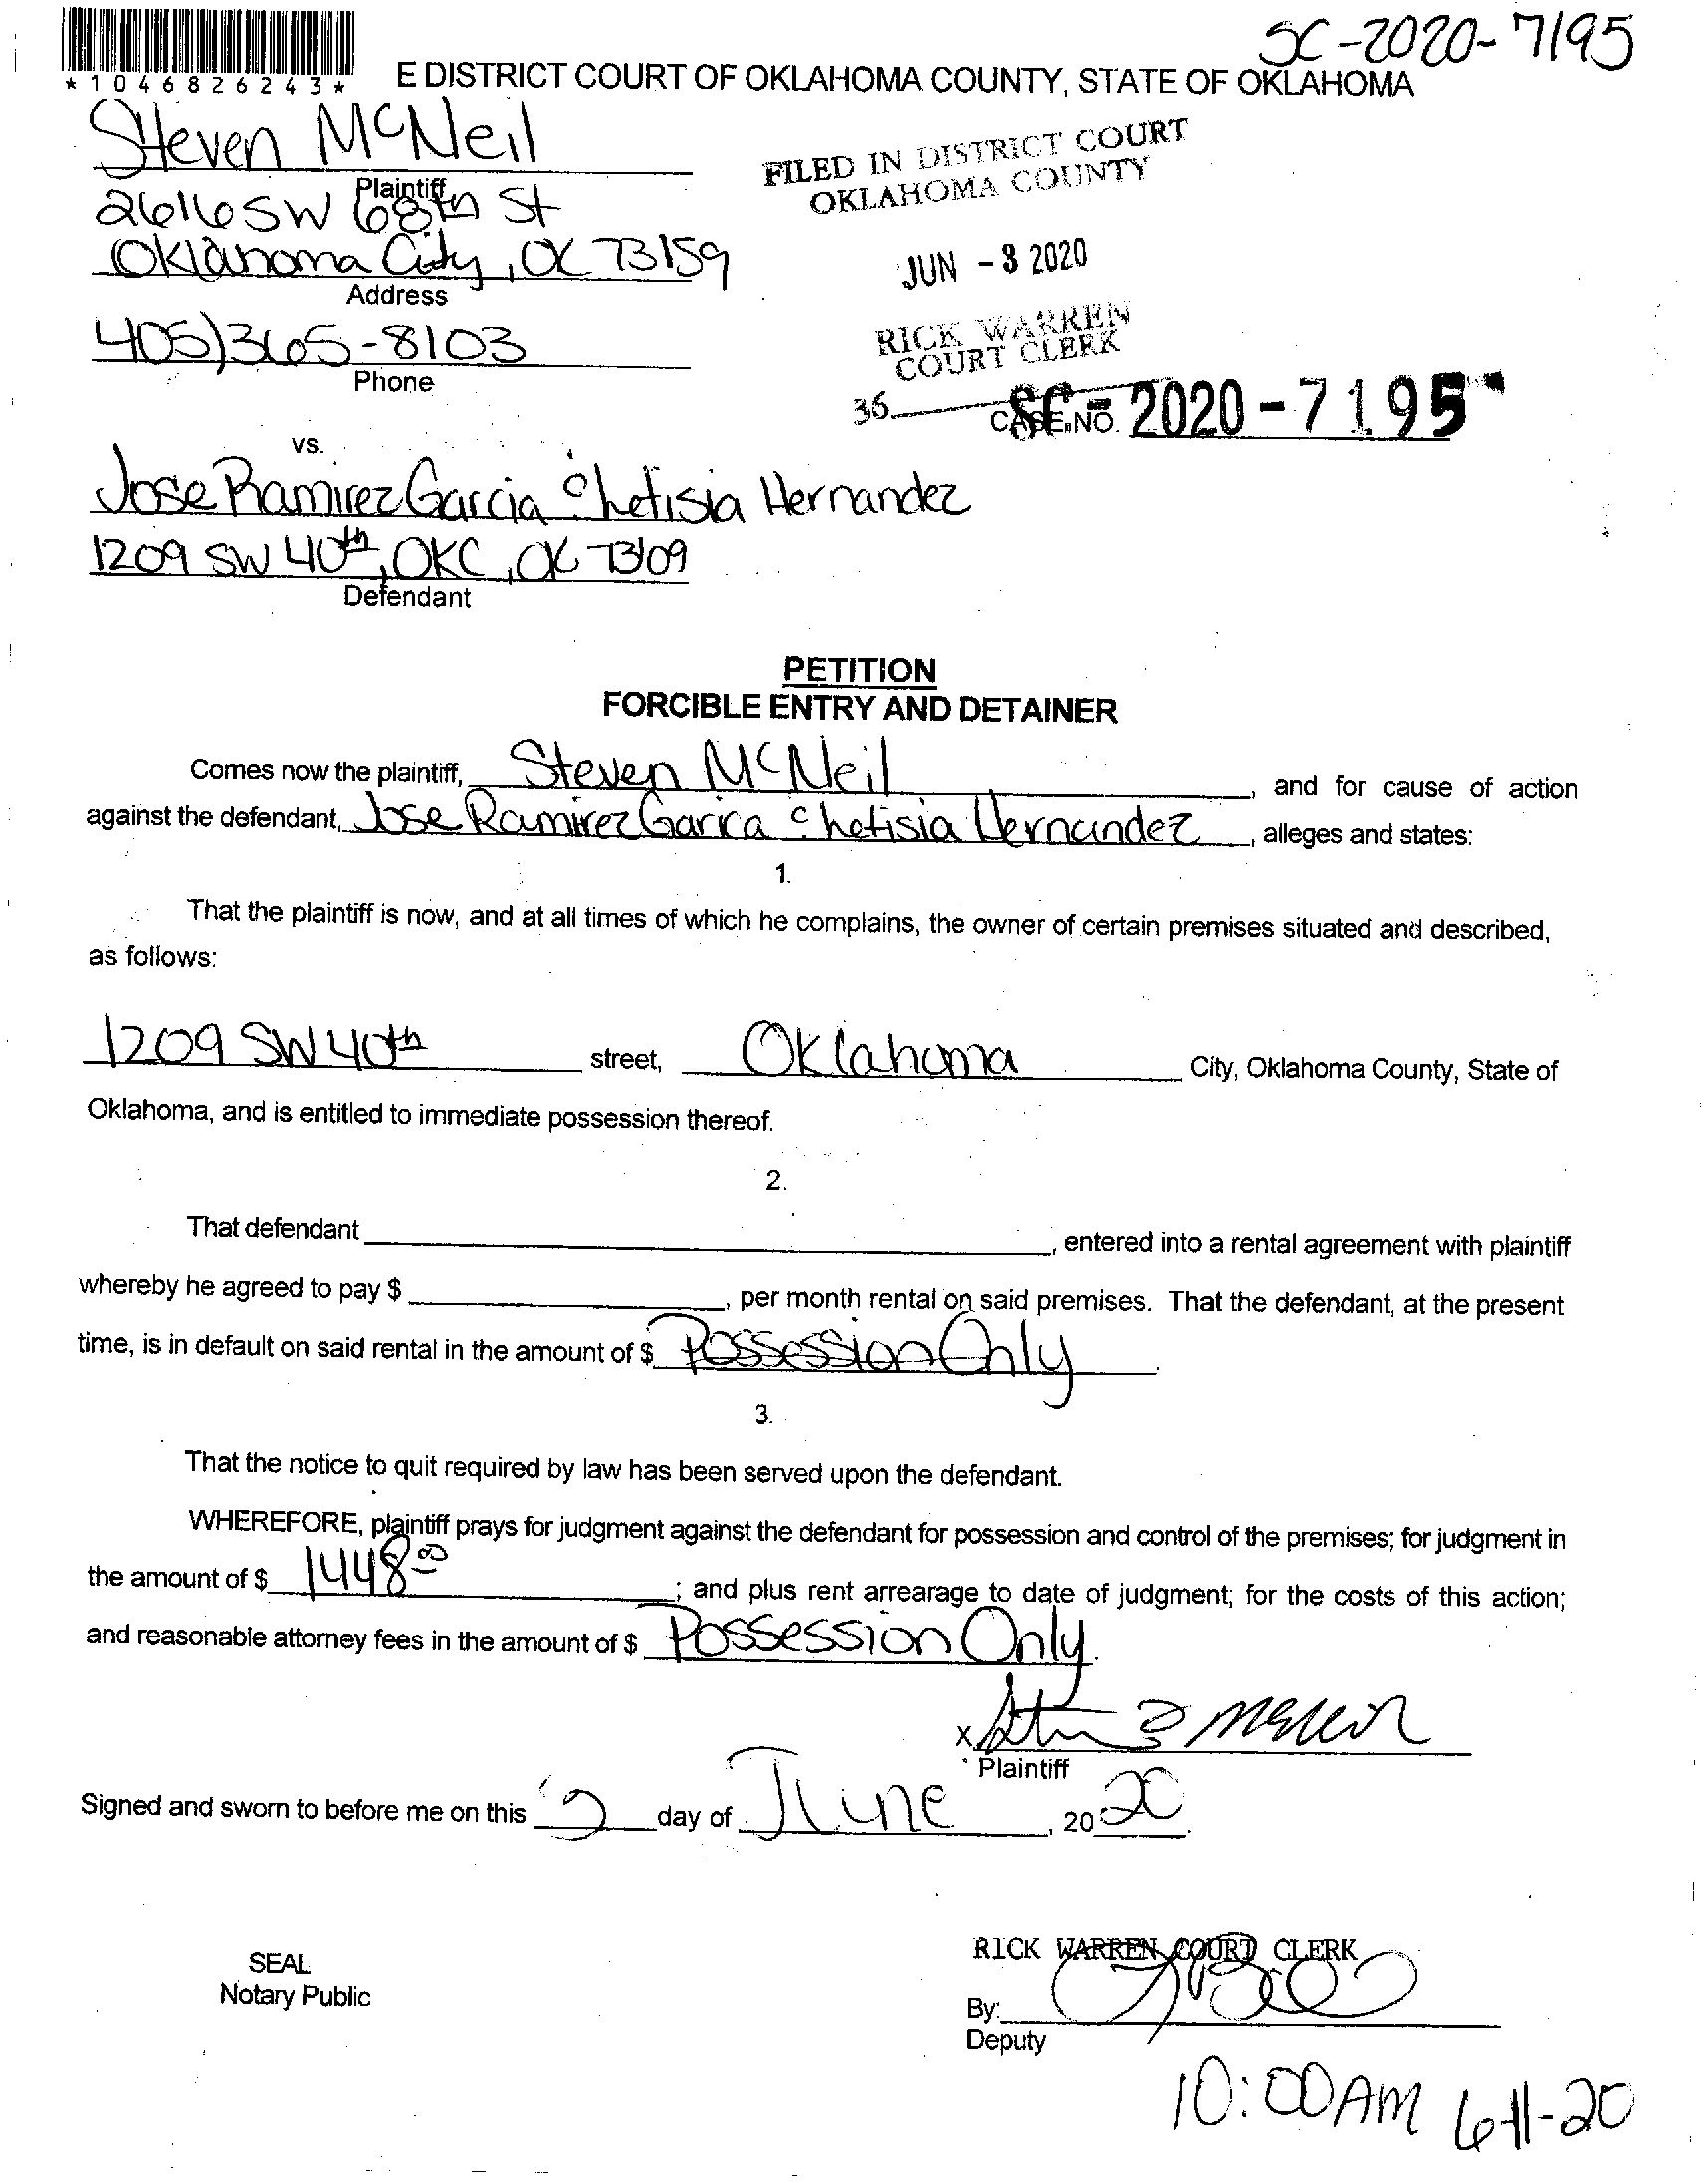 SC-2020-7195
*1046826243*
E DISTRICT COURT OF OKLAHOMA COUNTY, STATE OF OKLAHOMA
Steven McNeil
Plaintiff
2616 SW 68th St
Oklahoma City, OK 73159
Address
405)365-8103
Phone
FILED IN DISTRICT COURT
OKLAHOMA COUNTY
JUN -3 2020
RICK WARREN
COURT CLERK
36
CASE NO. SC-2020-7195
vs.
Jose Ramirez Garcia & Letisia Hernandez
1209 SW 40th, OKC, OK 73109
Defendant
PETITION
FORCIBLE ENTRY AND DETAINER
Comes now the plaintiff, Steven McNeil, and for cause of action
against the defendant, Jose Ramirez Garcia & Letisia Hernandez, alleges and states:
1.
That the plaintiff is now, and at all times of which he complains, the owner of certain premises situated and described,
as follows:
1209 SW 40th street, Oklahoma City, Oklahoma County, State of
Oklahoma, and is entitled to immediate possession thereof.
2.
That defendant , entered into a rental agreement with plaintiff
whereby he agreed to pay $ , per month rental on said premises. That the defendant, at the present
time, is in default on said rental in the amount of $ Possession Only.
3.
That the notice to quit required by law has been served upon the defendant.
WHEREFORE, plaintiff prays for judgment against the defendant for possession and control of the premises; for judgment in
the amount of $ 1448.00; and plus rent arrearage to date of judgment; for the costs of this action;
and reasonable attorney fees in the amount of $ Possession Only.
x
Plaintiff
Signed and sworn to before me on this day of June, 2020.
SEAL
Notary Public
RICK WARREN COURT CLERK
By:
Deputy
10:00AM 6-11-20